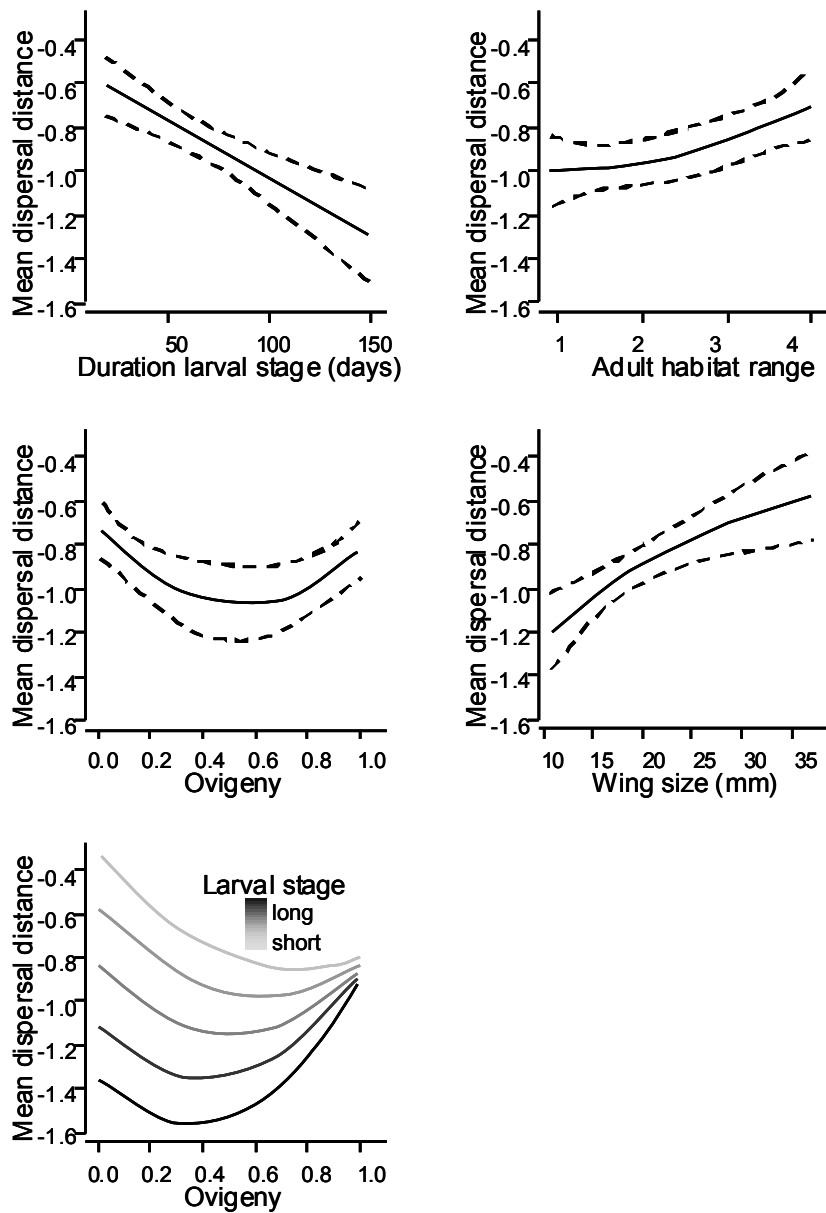 Mean dispersal distance
-0.4
-0.6
-0.8
-1.0
-1.2
-1.4
-1.6
50 100 150
Duration larval stage (days)
Mean dispersal distance
-0.4
-0.6
-0.8
-1.0
-1.2
-1.4
-1.6
1 2 3 4
Adult habitat range
Mean dispersal distance
-0.4
-0.6
-0.8
-1.0
-1.2
-1.4
-1.6
0.0 0.2 0.4 0.6 0.8 1.0
Ovigeny
Mean dispersal distance
-0.4
-0.6
-0.8
-1.0
-1.2
-1.4
-1.6
10 15 20 25 30 35
Wing size (mm)
Mean dispersal distance
-0.4
-0.6
-0.8
-1.0
-1.2
-1.4
-1.6
Larval stage
long
short
0.0 0.2 0.4 0.6 0.8 1.0
Ovigeny